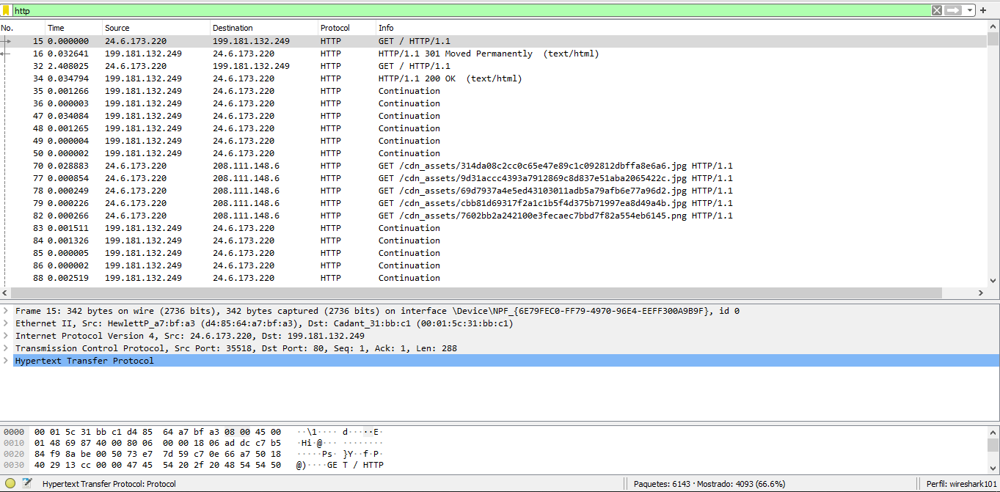 http
No. Time Source Destination Protocol Info
15 0.000000 24.6.173.220 199.181.132.249 HTTP GET / HTTP/1.1
16 0.032641 199.181.132.249 24.6.173.220 HTTP HTTP/1.1 301 Moved Permanently (text/html)
32 2.408025 24.6.173.220 199.181.132.249 HTTP GET / HTTP/1.1
34 0.034794 199.181.132.249 24.6.173.220 HTTP HTTP/1.1 200 OK (text/html)
35 0.001266 199.181.132.249 24.6.173.220 HTTP Continuation
36 0.000003 199.181.132.249 24.6.173.220 HTTP Continuation
47 0.034084 199.181.132.249 24.6.173.220 HTTP Continuation
48 0.001265 199.181.132.249 24.6.173.220 HTTP Continuation
49 0.000004 199.181.132.249 24.6.173.220 HTTP Continuation
50 0.000002 199.181.132.249 24.6.173.220 HTTP Continuation
70 0.028883 24.6.173.220 208.111.148.6 HTTP GET /cdn_assets/314da08c2cc0c65e47e89c1c092812dbffa8e6a6.jpg HTTP/1.1
77 0.000854 24.6.173.220 208.111.148.6 HTTP GET /cdn_assets/9d31accc4393a7912869c8d837e51aba2065422c.jpg HTTP/1.1
78 0.000249 24.6.173.220 208.111.148.6 HTTP GET /cdn_assets/69d7937a4e5ed43103011adb5a79afb6e77a96d2.jpg HTTP/1.1
79 0.000226 24.6.173.220 208.111.148.6 HTTP GET /cdn_assets/cbb81d69317f2a1c1b5f4d375b71997ea8d49a4b.jpg HTTP/1.1
82 0.000266 24.6.173.220 208.111.148.6 HTTP GET /cdn_assets/7602bb2a242100e3fecaec7bbd7f82a554eb6145.png HTTP/1.1
83 0.001511 199.181.132.249 24.6.173.220 HTTP Continuation
84 0.001326 199.181.132.249 24.6.173.220 HTTP Continuation
85 0.000005 199.181.132.249 24.6.173.220 HTTP Continuation
86 0.000002 199.181.132.249 24.6.173.220 HTTP Continuation
88 0.002519 199.181.132.249 24.6.173.220 HTTP Continuation
Frame 15: 342 bytes on wire (2736 bits), 342 bytes captured (2736 bits) on interface \Device\NPF_{6E79FEC0-FF79-4970-96E4-EEFF300A9B9F}, id 0
Ethernet II, Src: HewlettP_a7:bf:a3 (d4:85:64:a7:bf:a3), Dst: Cadant_31:bb:c1 (00:01:5c:31:bb:c1)
Internet Protocol Version 4, Src: 24.6.173.220, Dst: 199.181.132.249
Transmission Control Protocol, Src Port: 35518, Dst Port: 80, Seq: 1, Ack: 1, Len: 288
Hypertext Transfer Protocol
0000 00 01 5c 31 bb c1 d4 85 64 a7 bf a3 08 00 45 00 ··\1···· d·····E·
0010 01 48 69 87 40 00 80 06 00 00 18 06 ad dc c7 b5 ·Hi·@··· ········
0020 84 f9 8a be 00 50 73 e7 7d 59 c7 0e 66 a7 50 18 ·····Ps· }Y··f·P·
0030 40 29 13 cc 00 00 47 45 54 20 2f 20 48 54 54 50 @)····GE T / HTTP
Hypertext Transfer Protocol: Protocol Paquetes: 6143 · Mostrado: 4093 (66.6%) Perfil: wireshark101